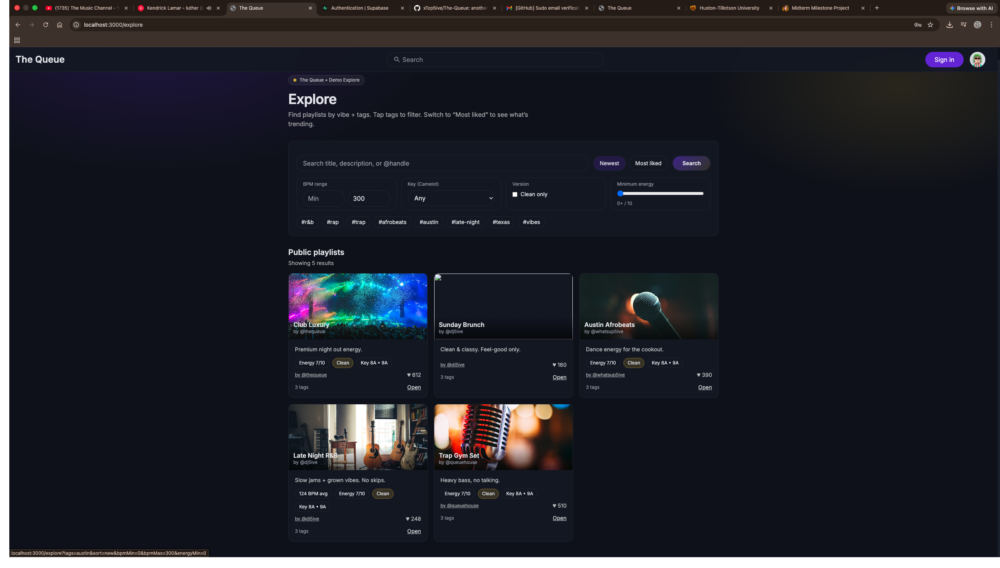 (1735) The Music Channel - Y
Kendrick Lamar - luther (L
The Queue
Authentication | Supabase
xTop5ive/The-Queue: another
[GitHub] Sudo email verificati
The Queue
Huston-Tillotson University
Midterm Milestone Project
Browse with AI
localhost:3000/explore
The Queue
Search
Sign in
The Queue • Demo Explore
Explore
Find playlists by vibe + tags. Tap tags to filter. Switch to “Most liked” to see what’s
trending.
Search title, description, or @handle
Newest
Most liked
Search
BPM range
Min
300
Key (Camelot)
Any
Version
Clean only
Minimum energy
0+ / 10
#r&b
#rap
#trap
#afrobeats
#austin
#late-night
#texas
#vibes
Public playlists
Showing 5 results
Club Luxury
by @thequeue
Premium night out energy.
Energy 7/10
Clean
Key 8A • 9A
by @thequeue
♥ 612
3 tags
Open
Sunday Brunch
by @dj5ive
Clean & classy. Feel-good only.
by @dj5ive
♥ 160
3 tags
Open
Austin Afrobeats
by @whatsup5ive
Dance energy for the cookout.
Energy 7/10
Clean
Key 8A • 9A
by @whatsup5ive
♥ 390
3 tags
Open
Late Night R&B
by @dj5ive
Slow jams + grown vibes. No skips.
124 BPM avg
Energy 7/10
Clean
Key 8A • 9A
by @dj5ive
♥ 248
3 tags
Open
Trap Gym Set
by @queuehouse
Heavy bass, no talking.
Energy 7/10
Clean
Key 8A • 9A
by @queuehouse
♥ 510
3 tags
Open
localhost:3000/explore?tags=austin&sort=new&bpmMin=0&bpmMax=300&energyMin=0